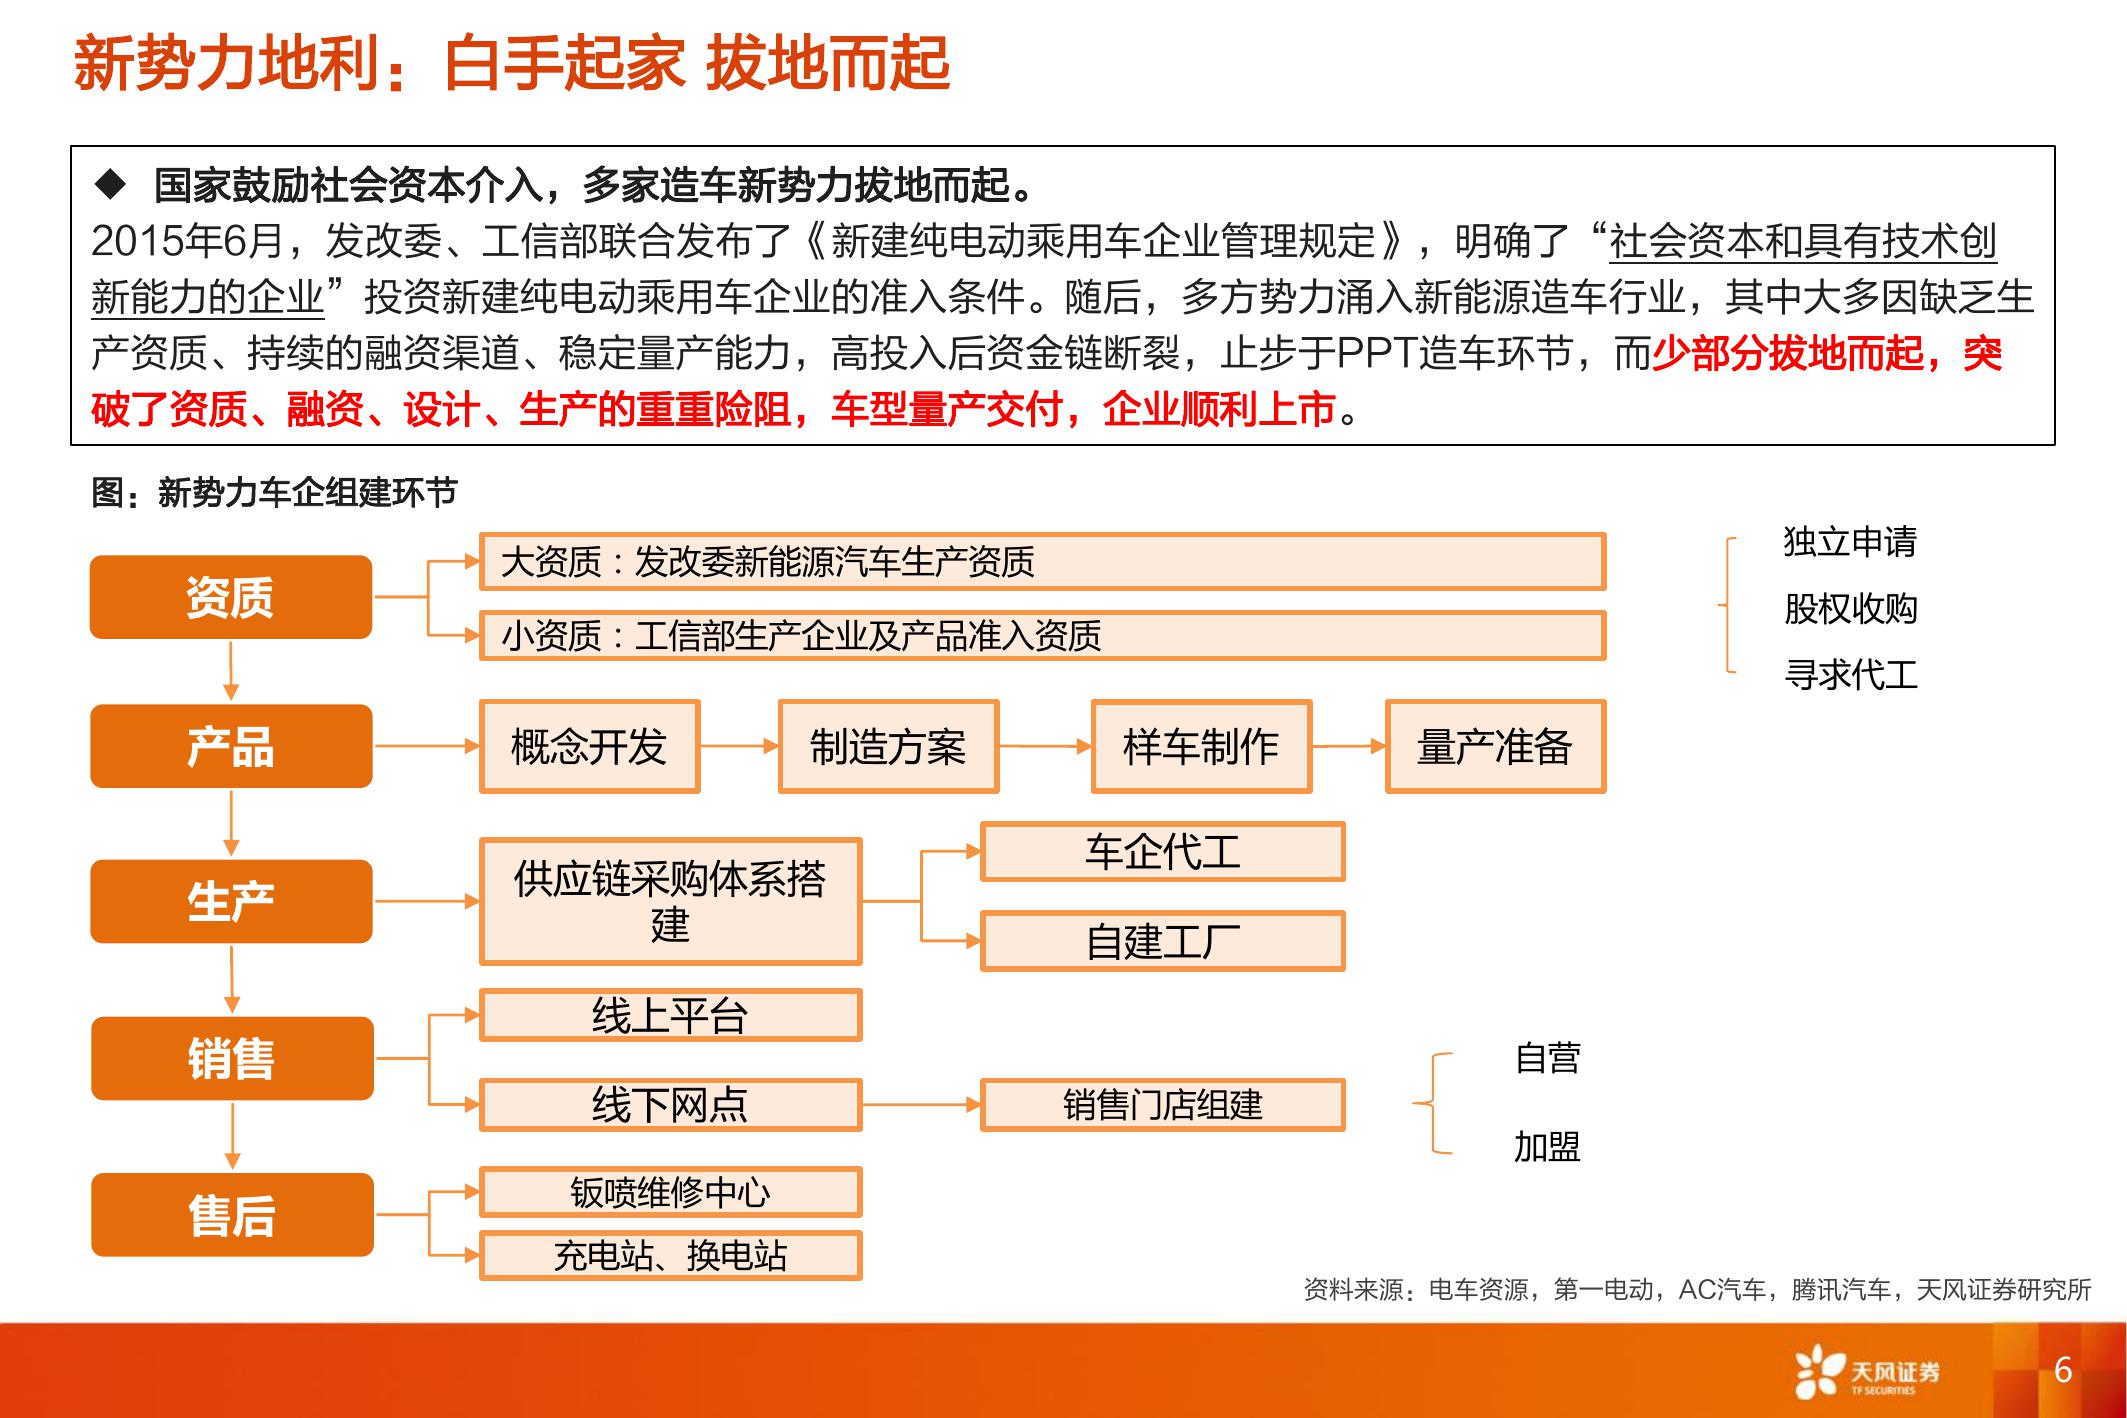 新势力地利：白手起家 拔地而起
◆ 国家鼓励社会资本介入，多家造车新势力拔地而起。
2015年6月，发改委、工信部联合发布了《新建纯电动乘用车企业管理规定》，明确了“社会资本和具有技术创
新能力的企业”投资新建纯电动乘用车企业的准入条件。随后，多方势力涌入新能源造车行业，其中大多因缺乏生
产资质、持续的融资渠道、稳定量产能力，高投入后资金链断裂，止步于PPT造车环节，而少部分拔地而起，突
破了资质、融资、设计、生产的重重险阻，车型量产交付，企业顺利上市。
图：新势力车企组建环节
资质
大资质：发改委新能源汽车生产资质
小资质：工信部生产企业及产品准入资质
独立申请
股权收购
寻求代工
产品
概念开发
制造方案
样车制作
量产准备
生产
供应链采购体系搭
建
车企代工
自建工厂
销售
线上平台
线下网点
销售门店组建
自营
加盟
售后
钣喷维修中心
充电站、换电站
资料来源：电车资源，第一电动，AC汽车，腾讯汽车，天风证券研究所
天风证券
TF SECURITIES
6